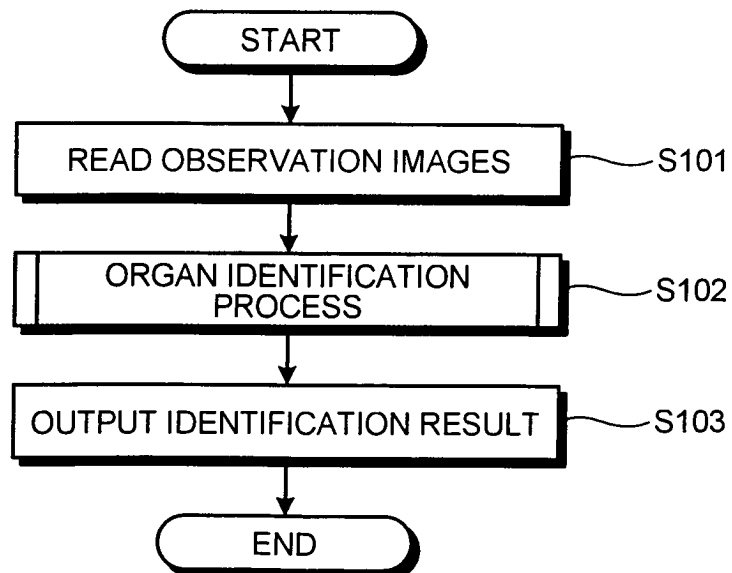 START
READ OBSERVATION IMAGES
S101
ORGAN IDENTIFICATION
PROCESS
S102
OUTPUT IDENTIFICATION RESULT
S103
END